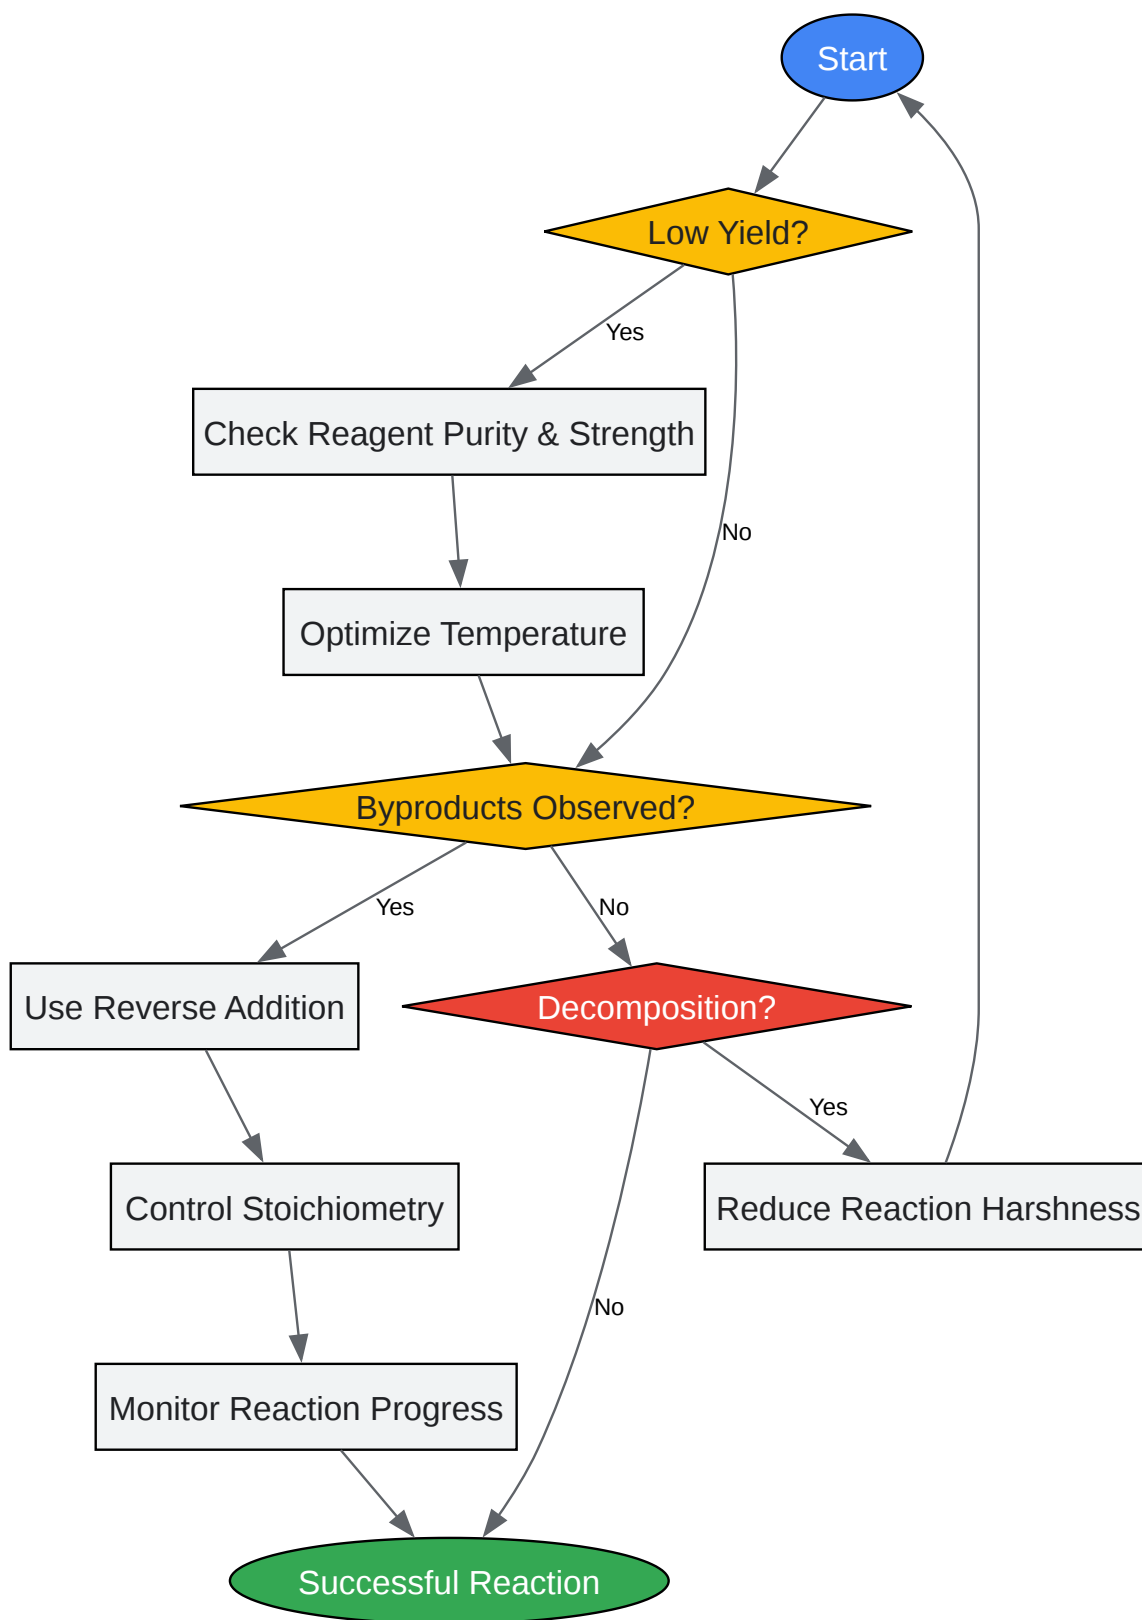 Start
Low Yield?
Yes
Check Reagent Purity & Strength
No
Optimize Temperature
Byproducts Observed?
Yes
No
Use Reverse Addition
Decomposition?
Yes
Control Stoichiometry
Reduce Reaction Harshness
No
Monitor Reaction Progress
Successful Reaction